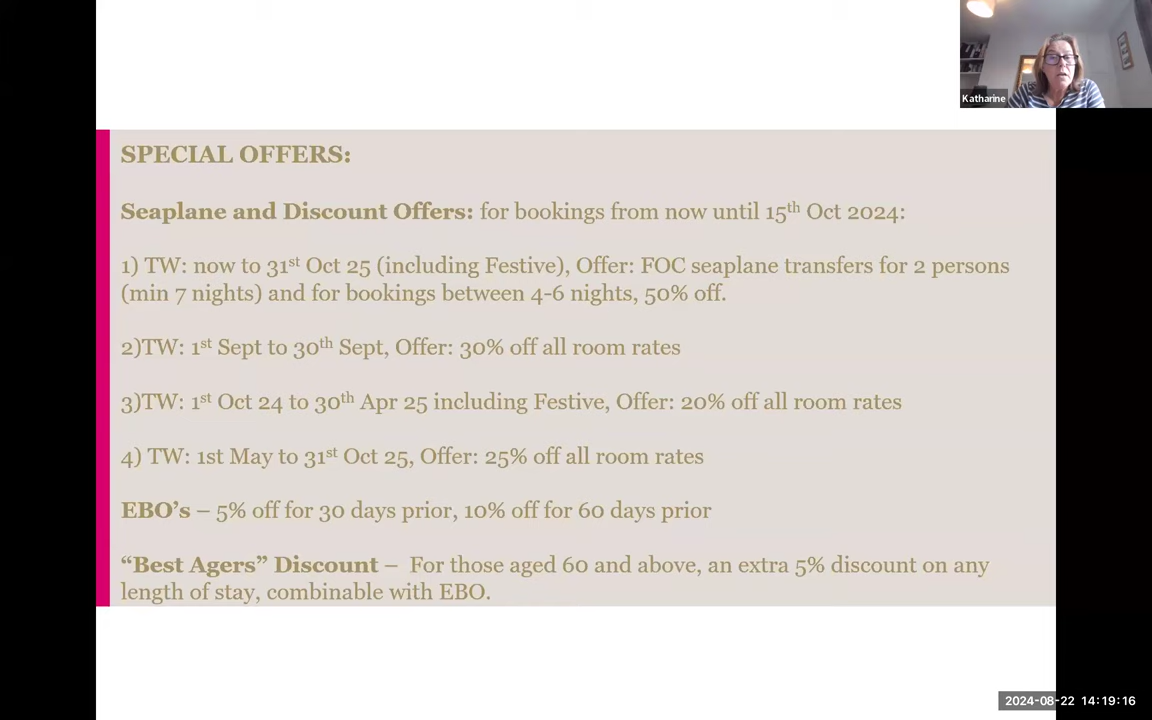 Katharine
SPECIAL OFFERS:
Seaplane and Discount Offers: for bookings from now until 15th Oct 2024:
1) TW: now to 31st Oct 25 (including Festive), Offer: FOC seaplane transfers for 2 persons
(min 7 nights) and for bookings between 4-6 nights, 50% off.
2)TW: 1st Sept to 30th Sept, Offer: 30% off all room rates
3)TW: 1st Oct 24 to 30th Apr 25 including Festive, Offer: 20% off all room rates
4) TW: 1st May to 31st Oct 25, Offer: 25% off all room rates
EBO’s – 5% off for 30 days prior, 10% off for 60 days prior
“Best Agers” Discount –  For those aged 60 and above, an extra 5% discount on any
length of stay, combinable with EBO.
2024-08-22 14:19:16